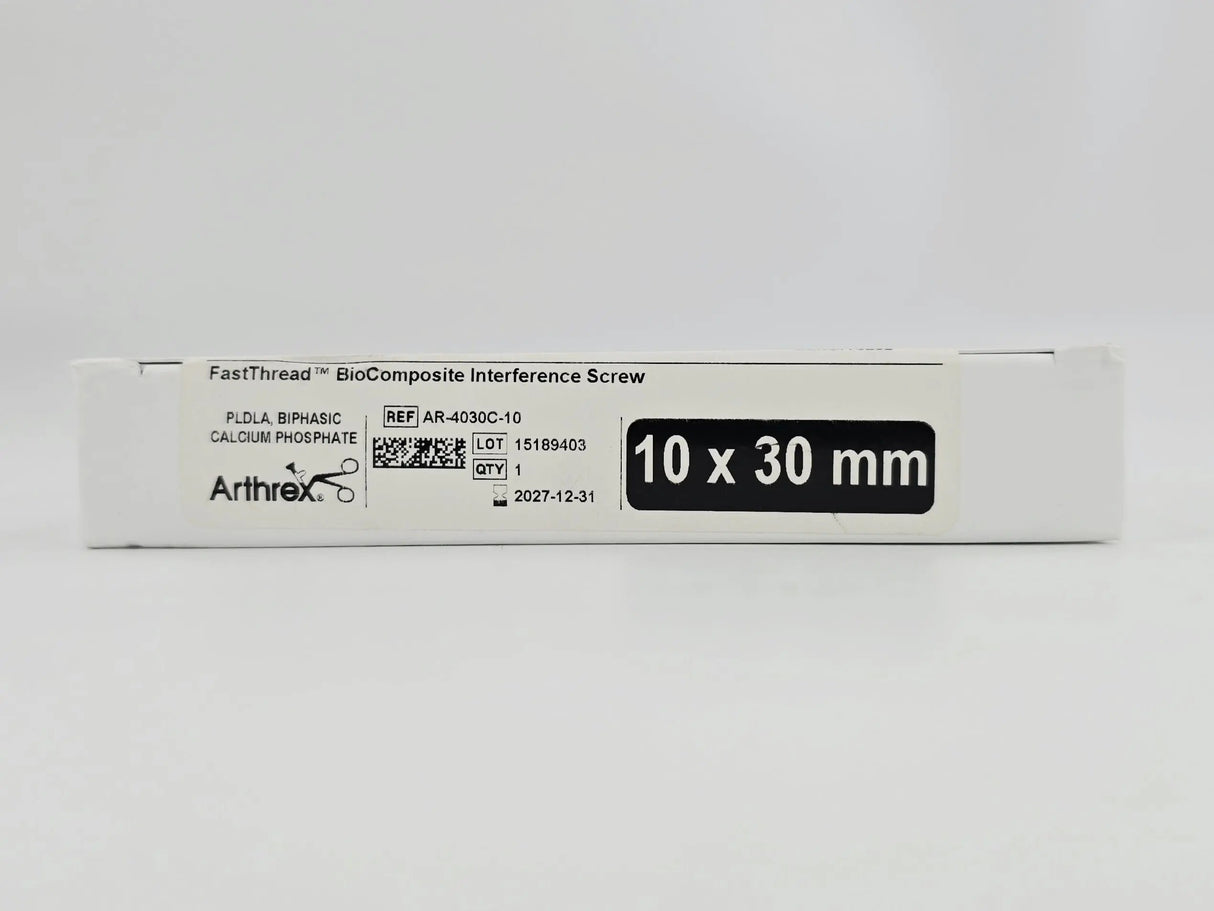 FastThread™ BioComposite Interference Screw
PLDLA, BIPHASIC
CALCIUM PHOSPHATE
Arthrex®
REF AR-4030C-10
LOT 15189403
QTY 1
2027-12-31
10 x 30 mm